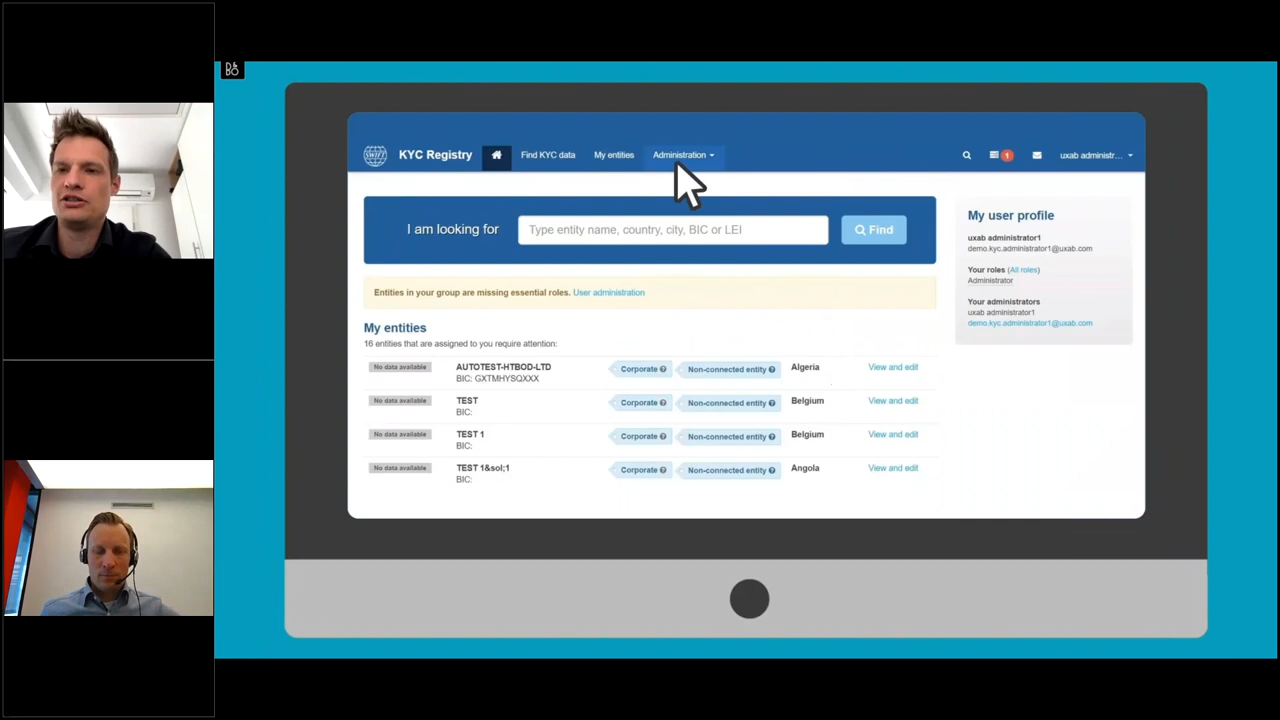 D&
BO
SWIFT
KYC Registry
Find KYC data
My entities
Administration
1
uxab administr...
I am looking for
Type entity name, country, city, BIC or LEI
Find
Entities in your group are missing essential roles. User administration
My entities
16 entities that are assigned to you require attention:
No data available
AUTOTEST-HTBOD-LTD
BIC: GXTMHYSQXXX
Corporate
Non-connected entity
Algeria
View and edit
No data available
TEST
BIC:
Corporate
Non-connected entity
Belgium
View and edit
No data available
TEST 1
BIC:
Corporate
Non-connected entity
Belgium
View and edit
No data available
TEST 1&sol;1
BIC:
Corporate
Non-connected entity
Angola
View and edit
My user profile
uxab administrator1
demo.kyc.administrator1@uxab.com
Your roles (All roles)
Administrator
Your administrators
uxab administrator1
demo.kyc.administrator1@uxab.com